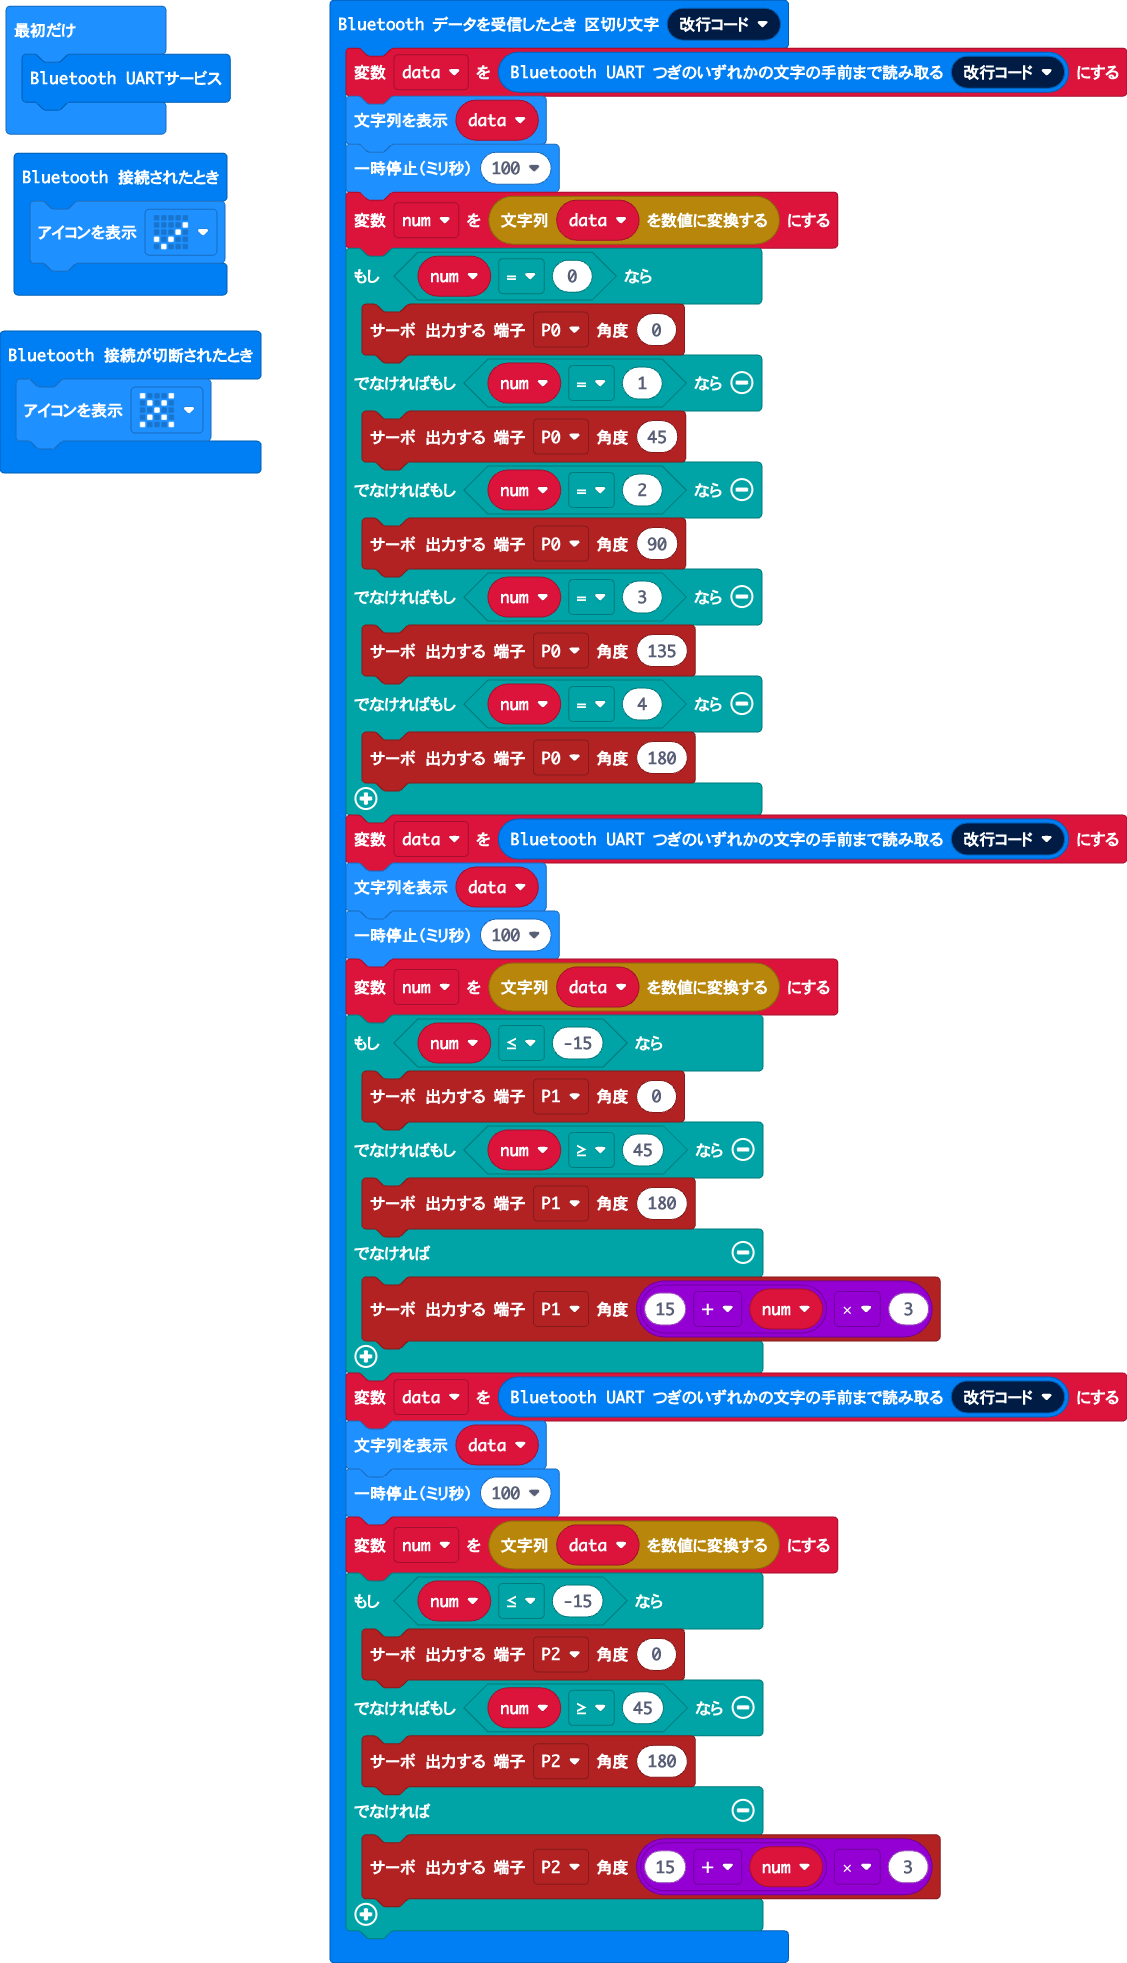 最初だけ
Bluetooth UARTサービス
Bluetooth 接続されたとき
アイコンを表示
Bluetooth 接続が切断されたとき
アイコンを表示
Bluetooth データを受信したとき 区切り文字 改行コード
変数 data を Bluetooth UART つぎのいずれかの文字の手前まで読み取る 改行コード にする
文字列を表示 data
一時停止(ミリ秒) 100
変数 num を 文字列 data を数値に変換する にする
もし num = 0 なら
サーボ 出力する 端子 P0 角度 0
でなければもし num = 1 なら
サーボ 出力する 端子 P0 角度 45
でなければもし num = 2 なら
サーボ 出力する 端子 P0 角度 90
でなければもし num = 3 なら
サーボ 出力する 端子 P0 角度 135
でなければもし num = 4 なら
サーボ 出力する 端子 P0 角度 180
変数 data を Bluetooth UART つぎのいずれかの文字の手前まで読み取る 改行コード にする
文字列を表示 data
一時停止(ミリ秒) 100
変数 num を 文字列 data を数値に変換する にする
もし num ≤ -15 なら
サーボ 出力する 端子 P1 角度 0
でなければもし num ≥ 45 なら
サーボ 出力する 端子 P1 角度 180
でなければ
サーボ 出力する 端子 P1 角度 15 + num × 3
変数 data を Bluetooth UART つぎのいずれかの文字の手前まで読み取る 改行コード にする
文字列を表示 data
一時停止(ミリ秒) 100
変数 num を 文字列 data を数値に変換する にする
もし num ≤ -15 なら
サーボ 出力する 端子 P2 角度 0
でなければもし num ≥ 45 なら
サーボ 出力する 端子 P2 角度 180
でなければ
サーボ 出力する 端子 P2 角度 15 + num × 3